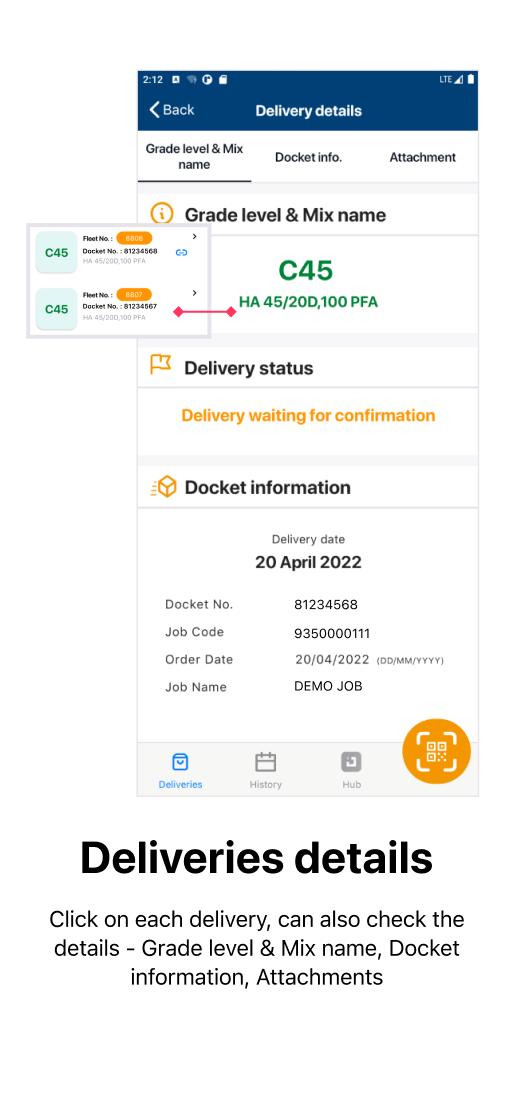 2:12
LTE
Back
Delivery details
Grade level & Mix
name
Docket info.
Attachment
Grade level & Mix name
C45
Fleet No. : 8808
Docket No. : 81234568
HA 45/20D,100 PFA
C45
Fleet No. : 8807
Docket No. : 81234567
HA 45/20D,100 PFA
C45
HA 45/20D,100 PFA
Delivery status
Delivery waiting for confirmation
Docket information
Delivery date
20 April 2022
Docket No. 81234568
Job Code 9350000111
Order Date 20/04/2022 (DD/MM/YYYY)
Job Name DEMO JOB
Deliveries
History
Hub
Deliveries details
Click on each delivery, can also check the
details - Grade level & Mix name, Docket
information, Attachments